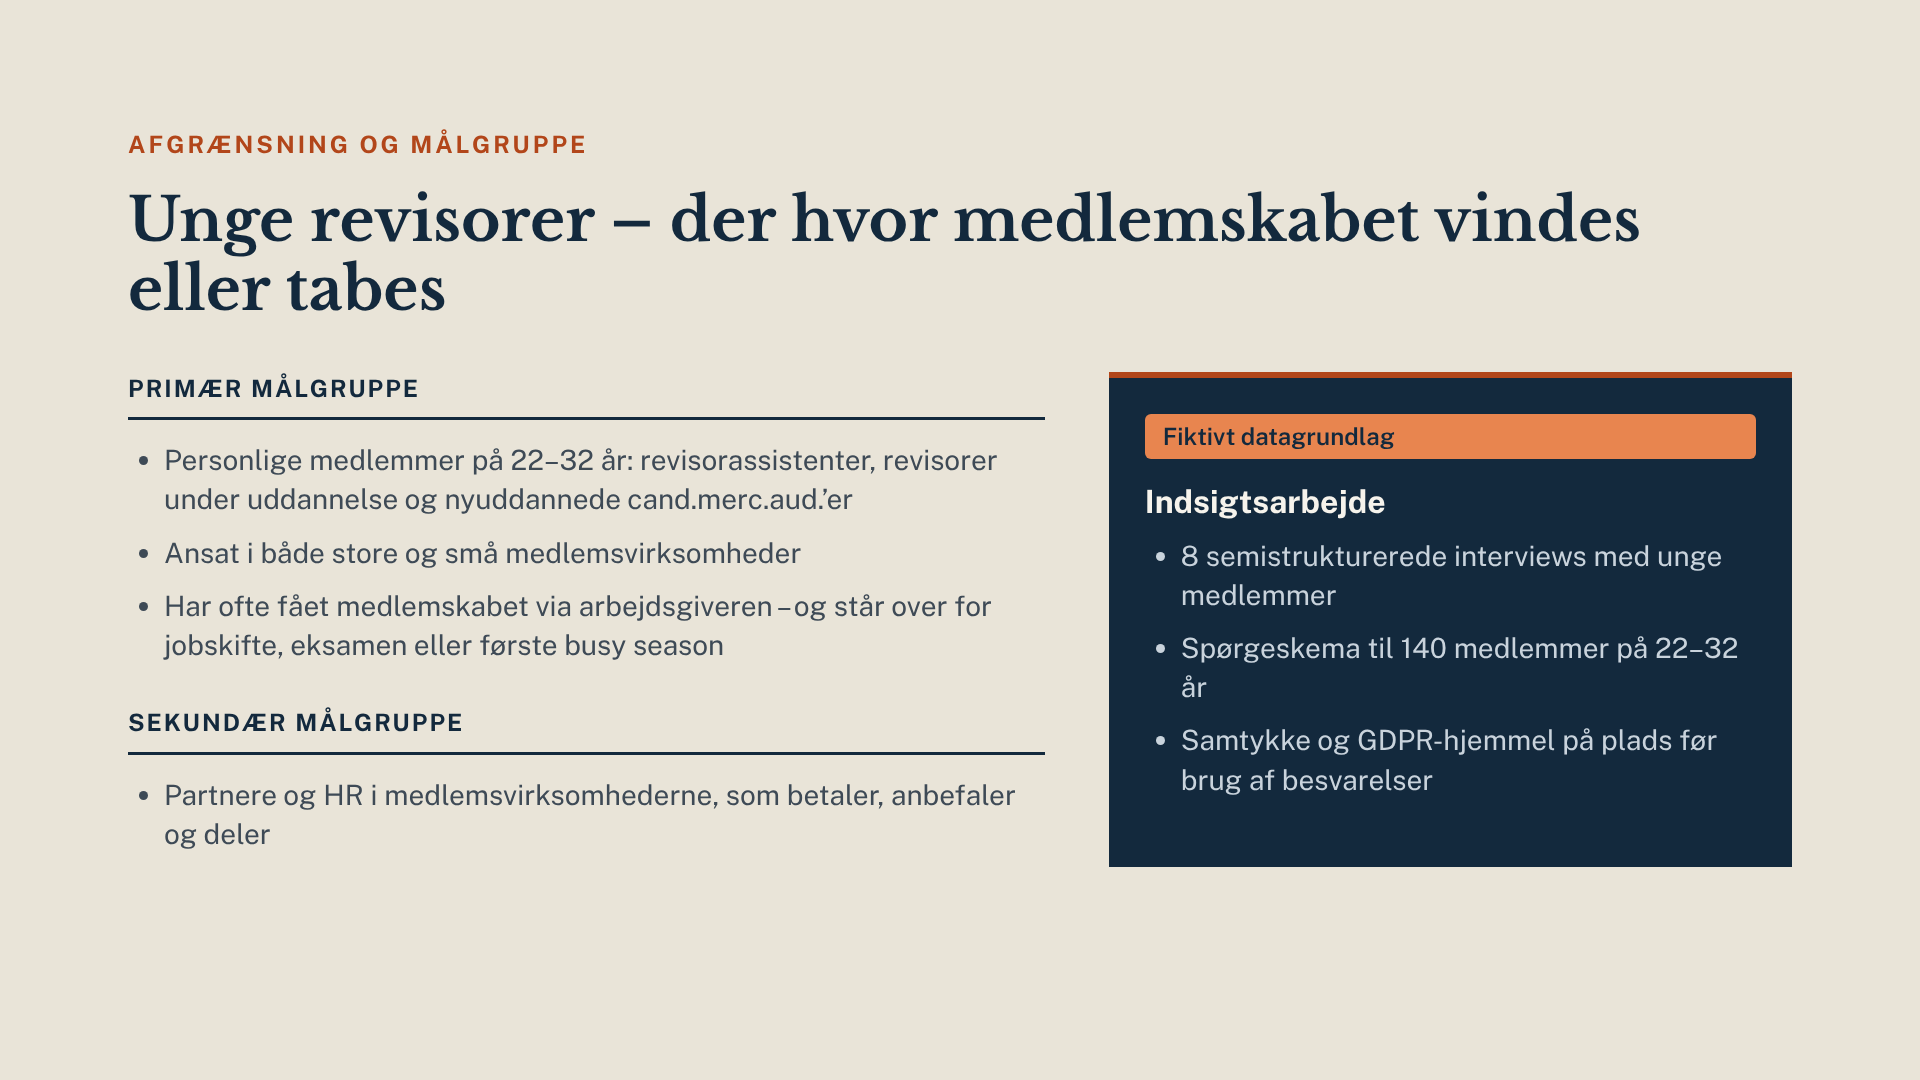 AFGRÆNSNING OG MÅLGRUPPE
Unge revisorer – der hvor medlemskabet vindes
eller tabes
PRIMÆR MÅLGRUPPE
• Personlige medlemmer på 22–32 år: revisorassistenter, revisorer
under uddannelse og nyuddannede cand.merc.aud.’er
• Ansat i både store og små medlemsvirksomheder
• Har ofte fået medlemskabet via arbejdsgiveren – og står over for
jobskifte, eksamen eller første busy season
SEKUNDÆR MÅLGRUPPE
• Partnere og HR i medlemsvirksomhederne, som betaler, anbefaler
og deler
Fiktivt datagrundlag
Indsigtsarbejde
• 8 semistrukturerede interviews med unge
medlemmer
• Spørgeskema til 140 medlemmer på 22–32
år
• Samtykke og GDPR-hjemmel på plads før
brug af besvarelser